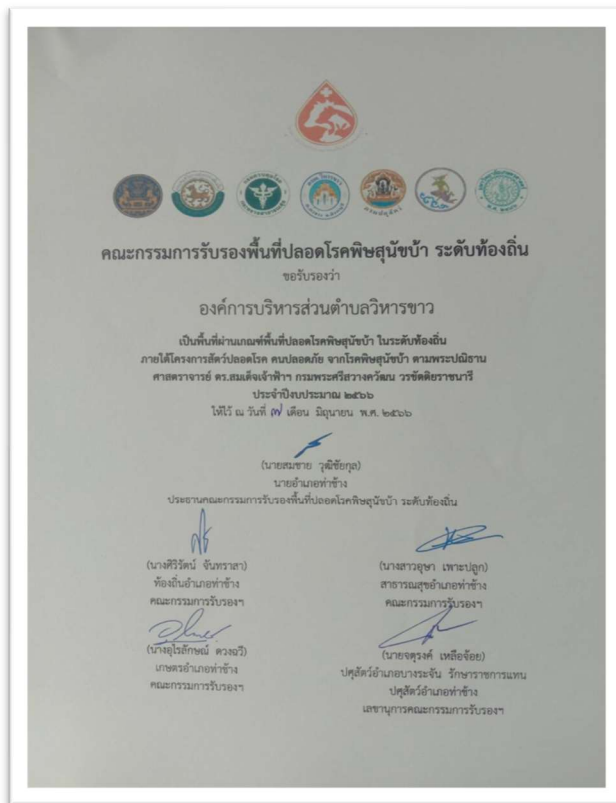 คณะกรรมการรับรองพื้นที่ปลอดโรคพิษสุนัขบ้า ระดับท้องถิ่น
ขอรับรองว่า
องค์การบริหารส่วนตำบลวิหารขาว
เป็นพื้นที่ผ่านเกณฑ์พื้นที่ปลอดโรคพิษสุนัขบ้า ในระดับท้องถิ่น
ภายใต้โครงการสัตว์ปลอดโรค คนปลอดภัย จากโรคพิษสุนัขบ้า ตามพระปณิธาน
ศาสตราจารย์ ดร.สมเด็จเจ้าฟ้าฯ กรมพระศรีสวางควัฒน วรขัตติยราชนารี
ประจำปีงบประมาณ ๒๕๖๖
ให้ไว้ ณ วันที่ ๗ เดือน มิถุนายน พ.ศ. ๒๕๖๖
(นายสมชาย วุฒิชัยกุล)
นายอำเภอท่าช้าง
ประธานคณะกรรมการรับรองพื้นที่ปลอดโรคพิษสุนัขบ้า ระดับท้องถิ่น
(นางศิริรัตน์ จันทราสา)
ท้องถิ่นอำเภอท่าช้าง
คณะกรรมการรับรองฯ
(นางสาวอุษา เพาะปลูก)
สาธารณสุขอำเภอท่าช้าง
คณะกรรมการรับรองฯ
(นางอุไรลักษณ์ ดวงฉวี)
เกษตรอำเภอท่าช้าง
คณะกรรมการรับรองฯ
(นายจตุรงค์ เหลือจ้อย)
ปศุสัตว์อำเภอบางระจัน รักษาราชการแทน
ปศุสัตว์อำเภอท่าช้าง
เลขานุการคณะกรรมการรับรองฯ